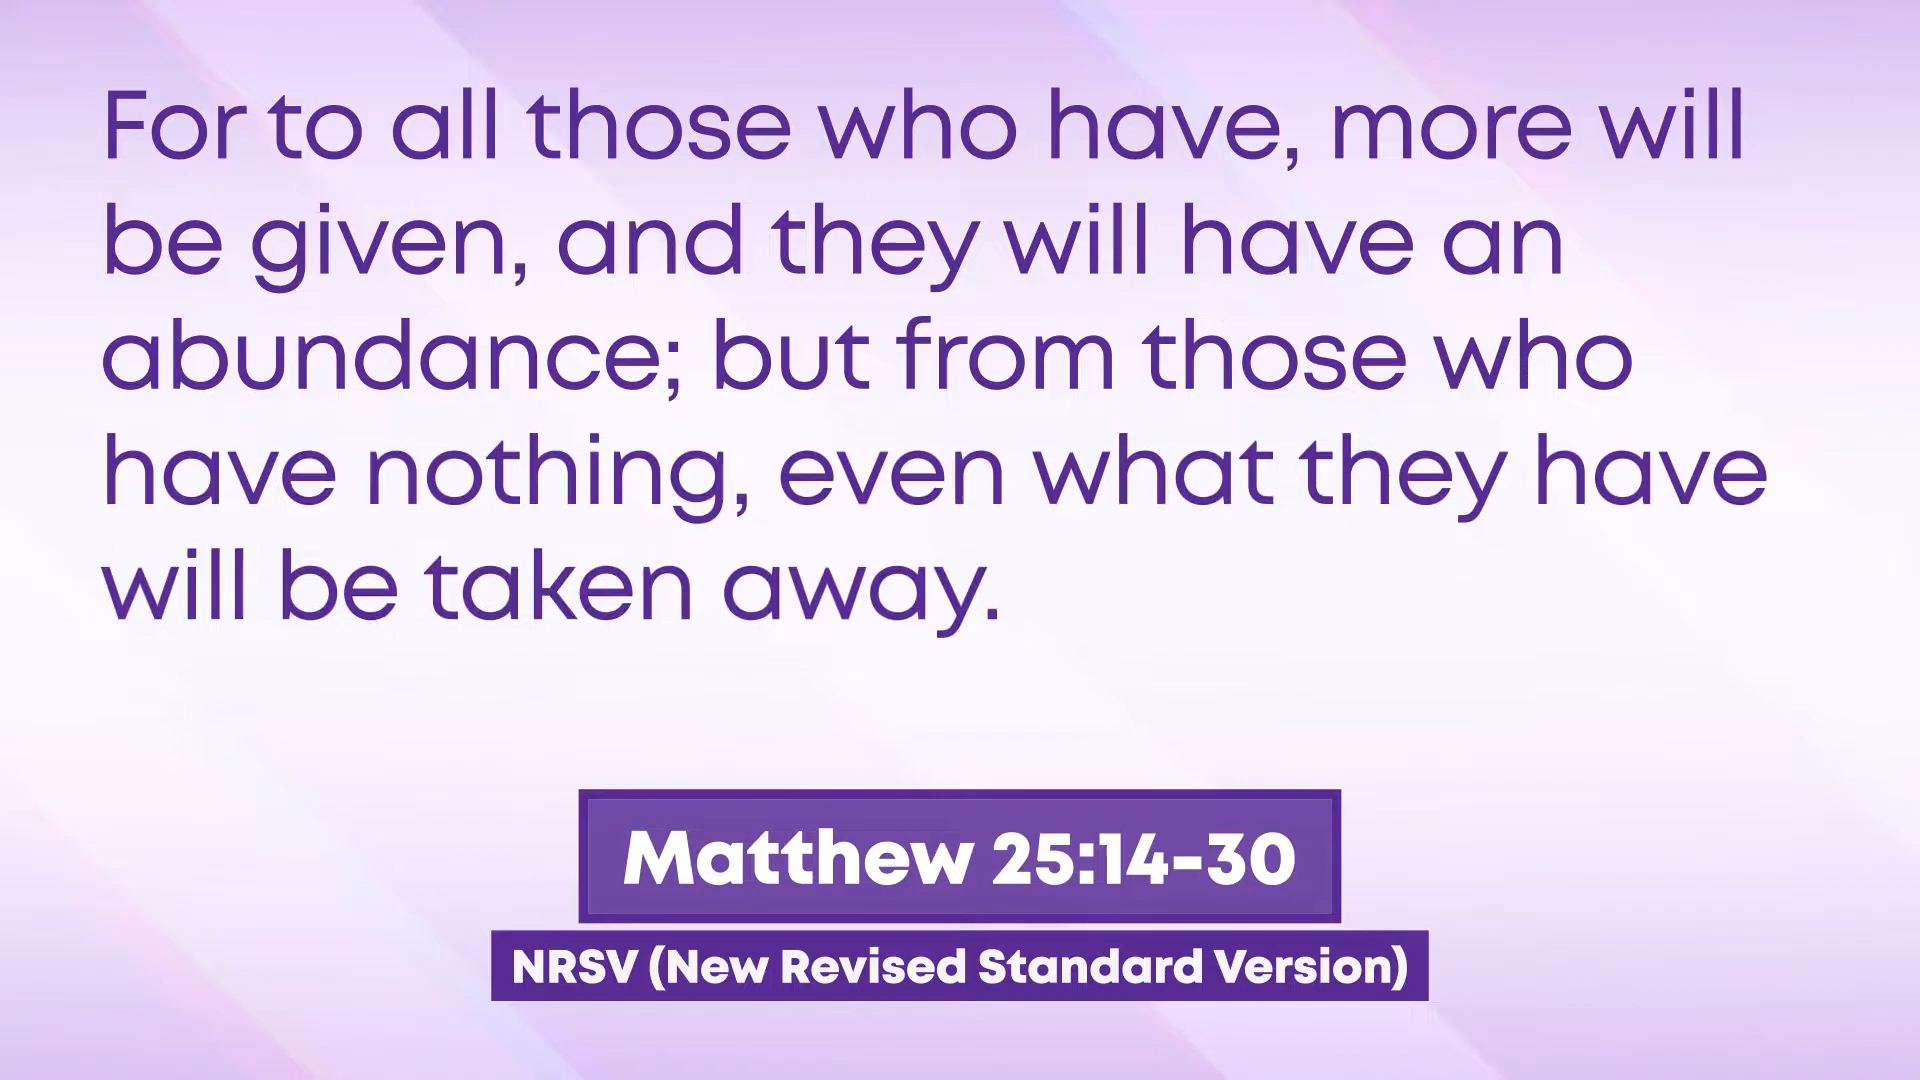 For to all those who have, more will
be given, and they will have an
abundance; but from those who
have nothing, even what they have
will be taken away.
Matthew 25:14-30
NRSV (New Revised Standard Version)